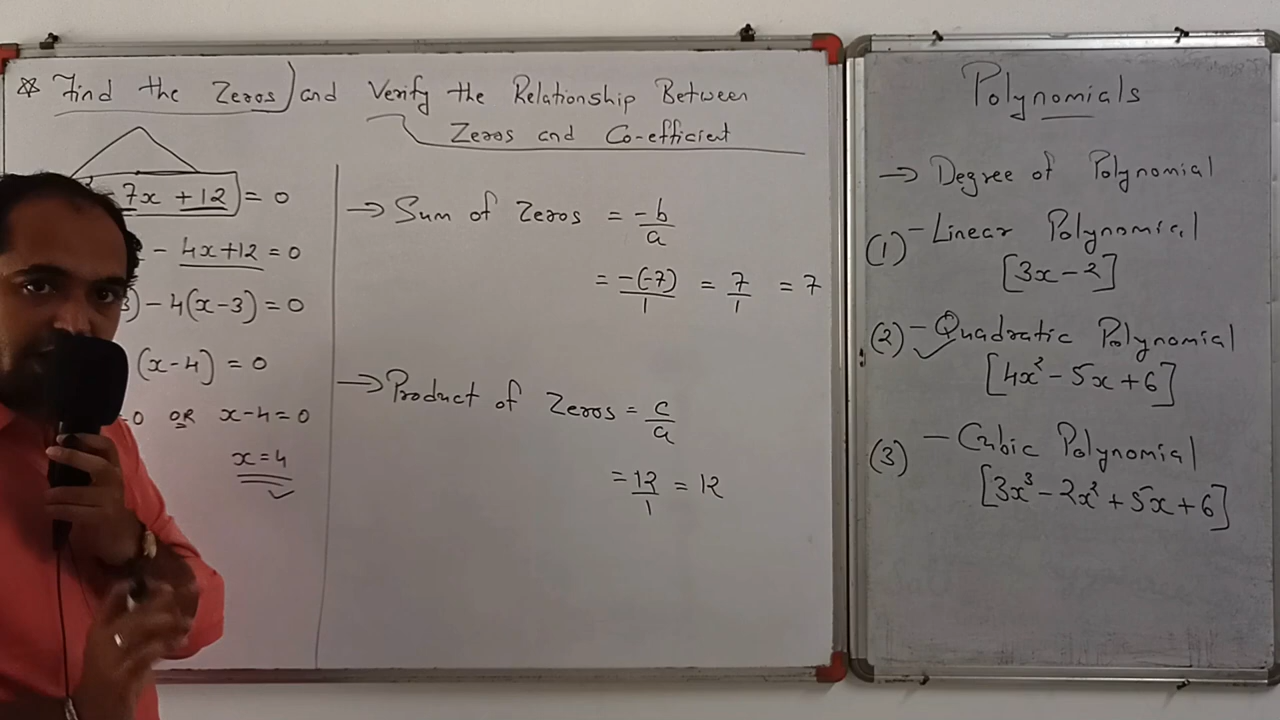 ☆ Find the Zeros and Verify the Relationship Between
Zeros and Co-efficient
- 7x + 12 = 0
- 4x + 12 = 0
3) - 4(x - 3) = 0
(x - 4) = 0
0 OR x - 4 = 0
x = 4
→ Sum of Zeros = -b/a
= -(-7)/1 = 7/1 = 7
→ Product of Zeros = c/a
= 12/1 = 12
Polynomials
→ Degree of Polynomial
(1) - Linear Polynomial
[3x - 2]
(2) - Quadratic Polynomial
[4x² - 5x + 6]
(3) - Cubic Polynomial
[3x³ - 2x² + 5x + 6]